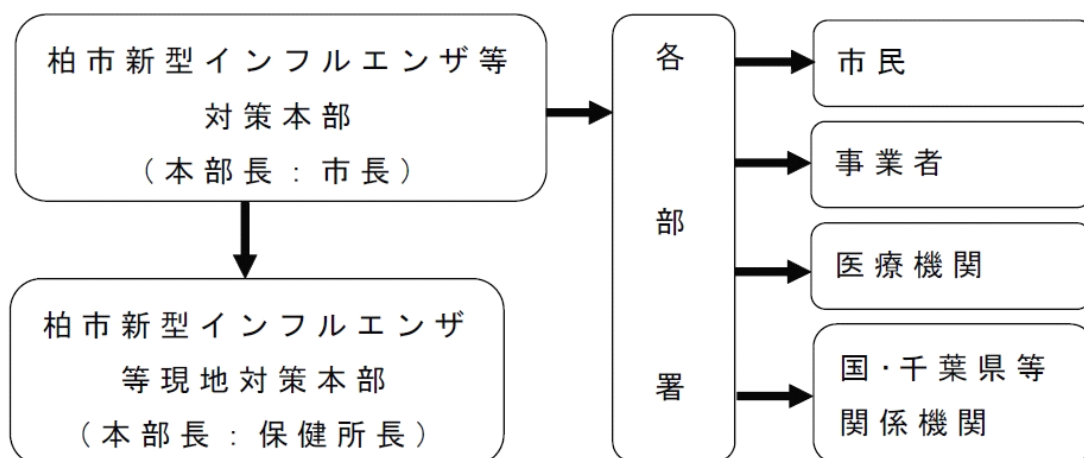 柏市新型インフルエンザ等
対策本部
（本部長：市長）
柏市新型インフルエンザ
等現地対策本部
（本部長：保健所長）
各部署
市民
事業者
医療機関
国・千葉県等
関係機関